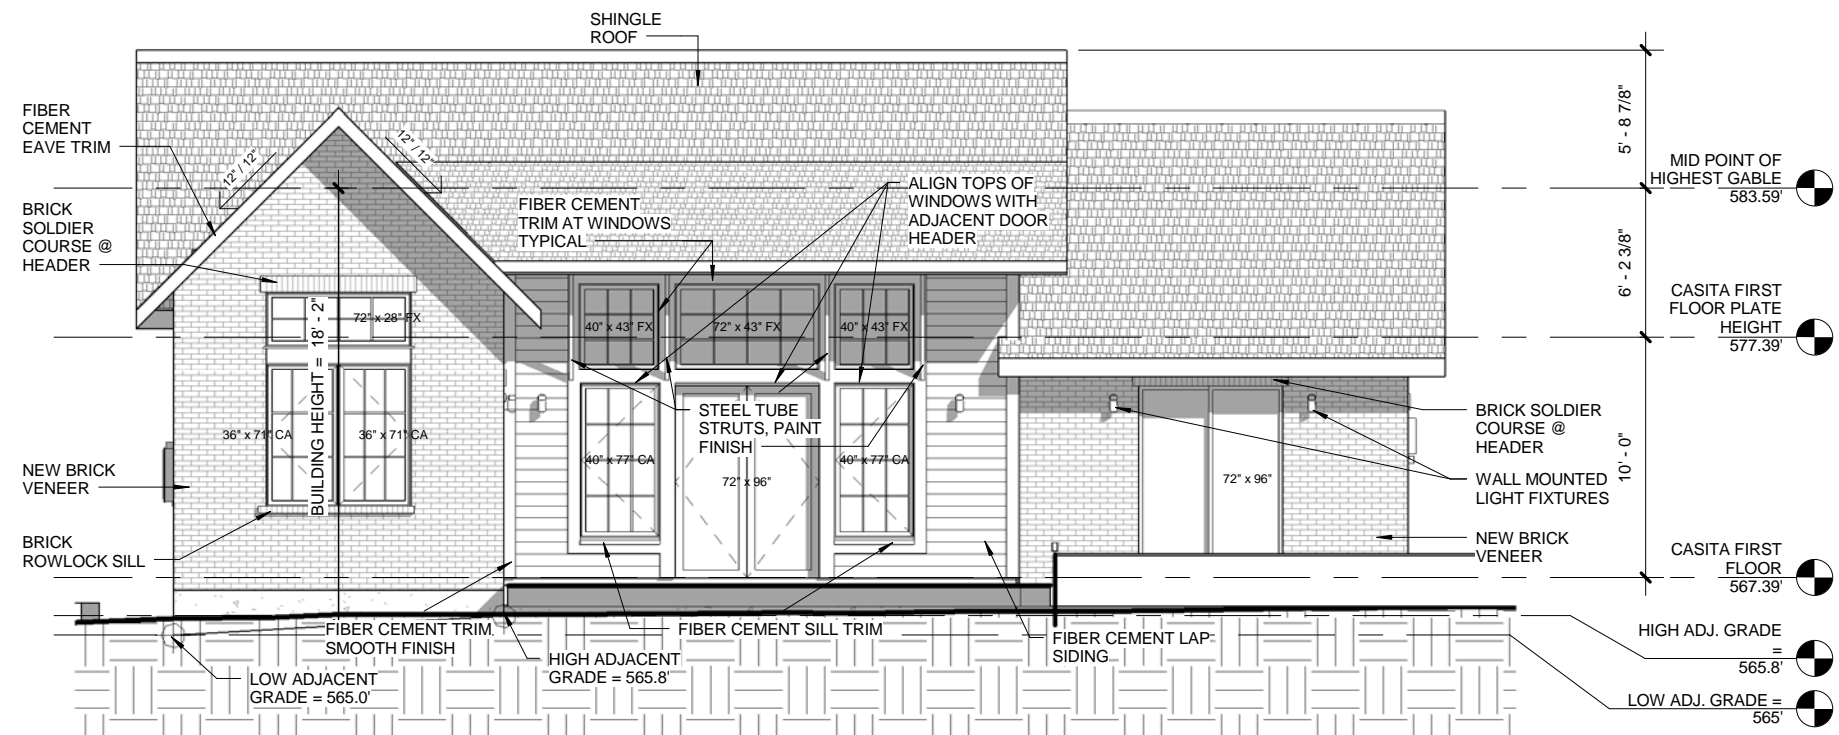 SHINGLE
ROOF
FIBER
CEMENT
EAVE TRIM
12" / 12"
12" / 12"
BRICK
SOLDIER
COURSE @
HEADER
FIBER CEMENT
TRIM AT WINDOWS
TYPICAL
ALIGN TOPS OF
WINDOWS WITH
ADJACENT DOOR
HEADER
5' - 8 7/8"
MID POINT OF
HIGHEST GABLE
583.59'
6' - 2 3/8"
CASITA FIRST
FLOOR PLATE
HEIGHT
577.39'
72" x 28" FX
40" x 43" FX
72" x 43" FX
40" x 43" FX
BUILDING HEIGHT = 18' - 2"
36" x 71" CA
36" x 71" CA
STEEL TUBE
STRUTS, PAINT
FINISH
40" x 77" CA
40" x 77" CA
72" x 96"
72" x 96"
BRICK SOLDIER
COURSE @
HEADER
WALL MOUNTED
LIGHT FIXTURES
10' - 0"
NEW BRICK
VENEER
NEW BRICK
VENEER
BRICK
ROWLOCK SILL
CASITA FIRST
FLOOR
567.39'
FIBER CEMENT TRIM,
SMOOTH FINISH
FIBER CEMENT SILL TRIM
FIBER CEMENT LAP
SIDING
HIGH ADJACENT
GRADE = 565.8'
LOW ADJACENT
GRADE = 565.0'
HIGH ADJ. GRADE
=
565.8'
LOW ADJ. GRADE =
565'